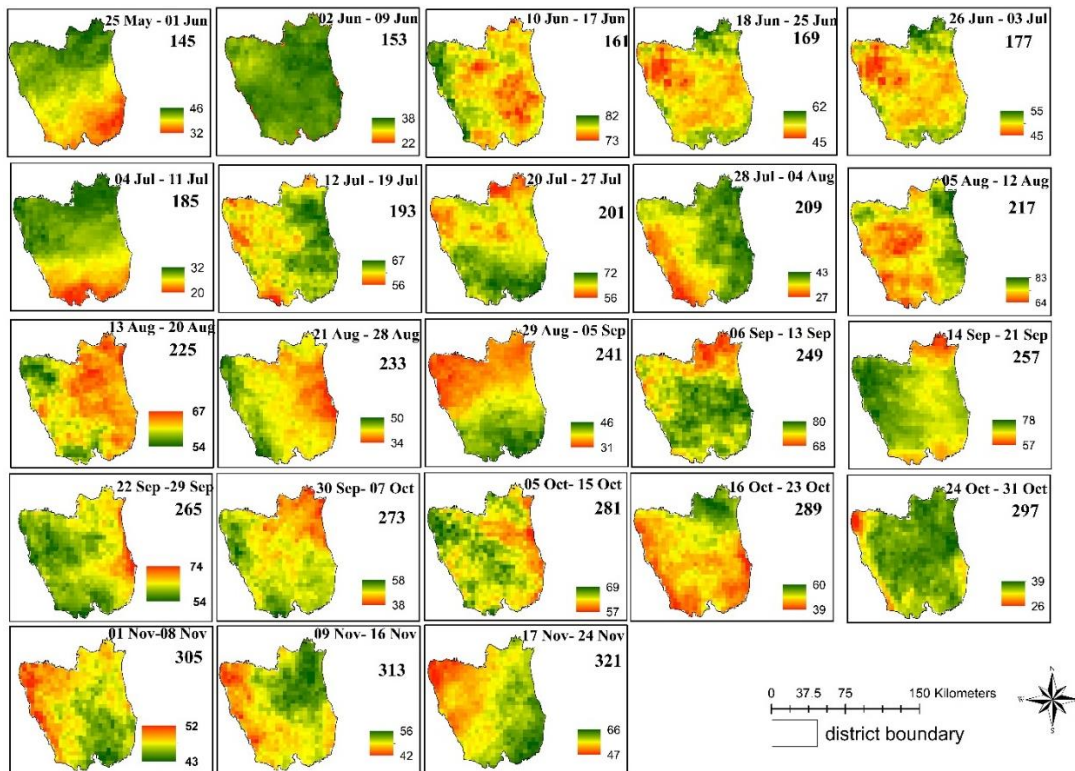 25 May - 01 Jun
145
46
32
02 Jun - 09 Jun
153
38
22
10 Jun - 17 Jun
161
82
73
18 Jun - 25 Jun
169
62
45
26 Jun - 03 Jul
177
55
45
04 Jul - 11 Jul
185
32
20
12 Jul - 19 Jul
193
67
56
20 Jul - 27 Jul
201
72
56
28 Jul - 04 Aug
209
43
27
05 Aug - 12 Aug
217
83
64
13 Aug - 20 Aug
225
67
54
21 Aug - 28 Aug
233
50
34
29 Aug - 05 Sep
241
46
31
06 Sep - 13 Sep
249
80
68
14 Sep - 21 Sep
257
78
57
22 Sep -29 Sep
265
74
54
30 Sep- 07 Oct
273
58
38
05 Oct- 15 Oct
281
69
57
16 Oct - 23 Oct
289
60
39
24 Oct - 31 Oct
297
39
26
01 Nov-08 Nov
305
52
43
09 Nov- 16 Nov
313
56
42
17 Nov- 24 Nov
321
66
47
0 37.5 75 150 Kilometers
district boundary
N
W E
S